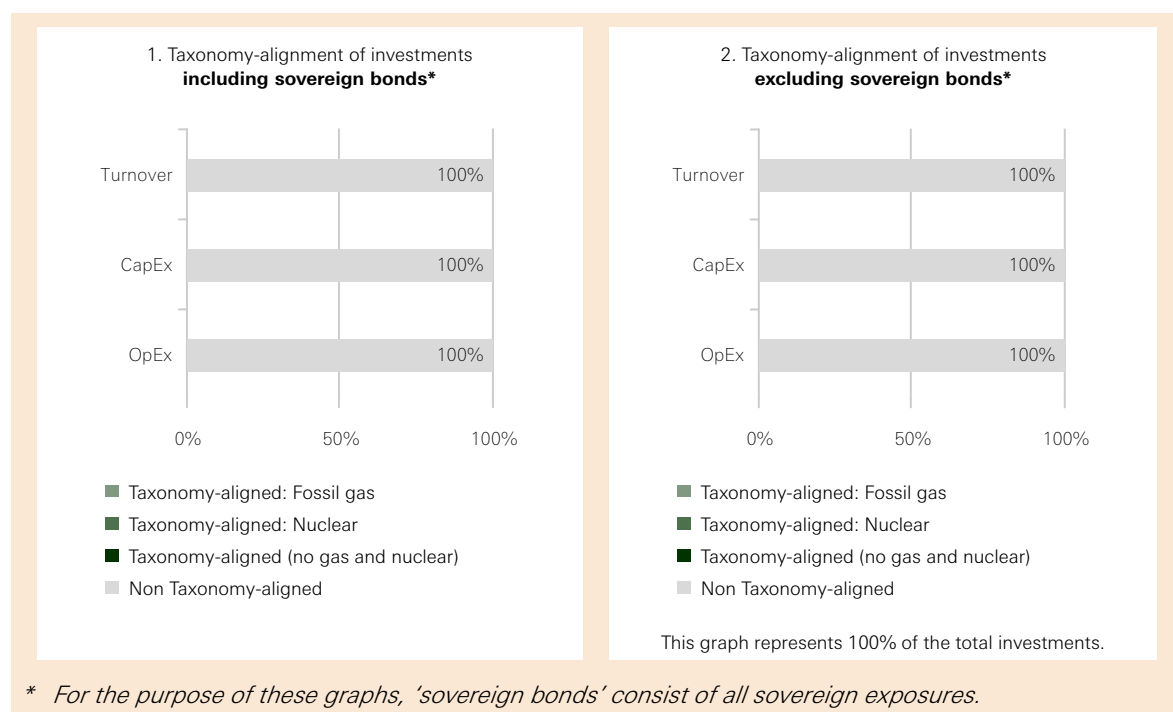 1. Taxonomy-alignment of investments
including sovereign bonds*
Turnover
100%
CapEx
100%
OpEx
100%
0%
50%
100%
Taxonomy-aligned: Fossil gas
Taxonomy-aligned: Nuclear
Taxonomy-aligned (no gas and nuclear)
Non Taxonomy-aligned
2. Taxonomy-alignment of investments
excluding sovereign bonds*
Turnover
100%
CapEx
100%
OpEx
100%
0%
50%
100%
Taxonomy-aligned: Fossil gas
Taxonomy-aligned: Nuclear
Taxonomy-aligned (no gas and nuclear)
Non Taxonomy-aligned
This graph represents 100% of the total investments.
* For the purpose of these graphs, ‘sovereign bonds’ consist of all sovereign exposures.